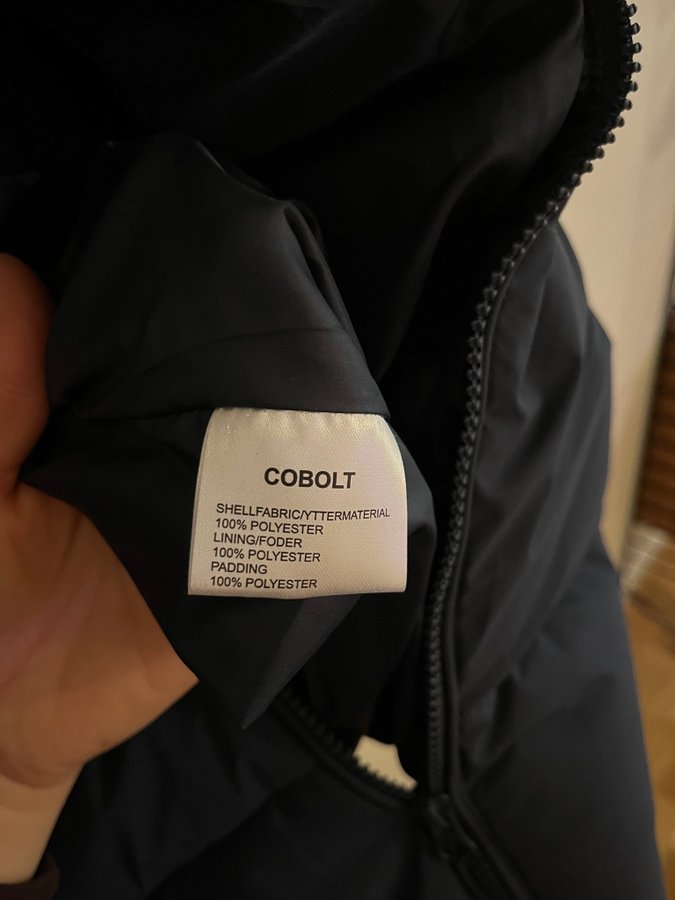 COBOLT
SHELLFABRIC/YTTERMATERIAL
100% POLYESTER
LINING/FODER
100% POLYESTER
PADDING
100% POLYESTER